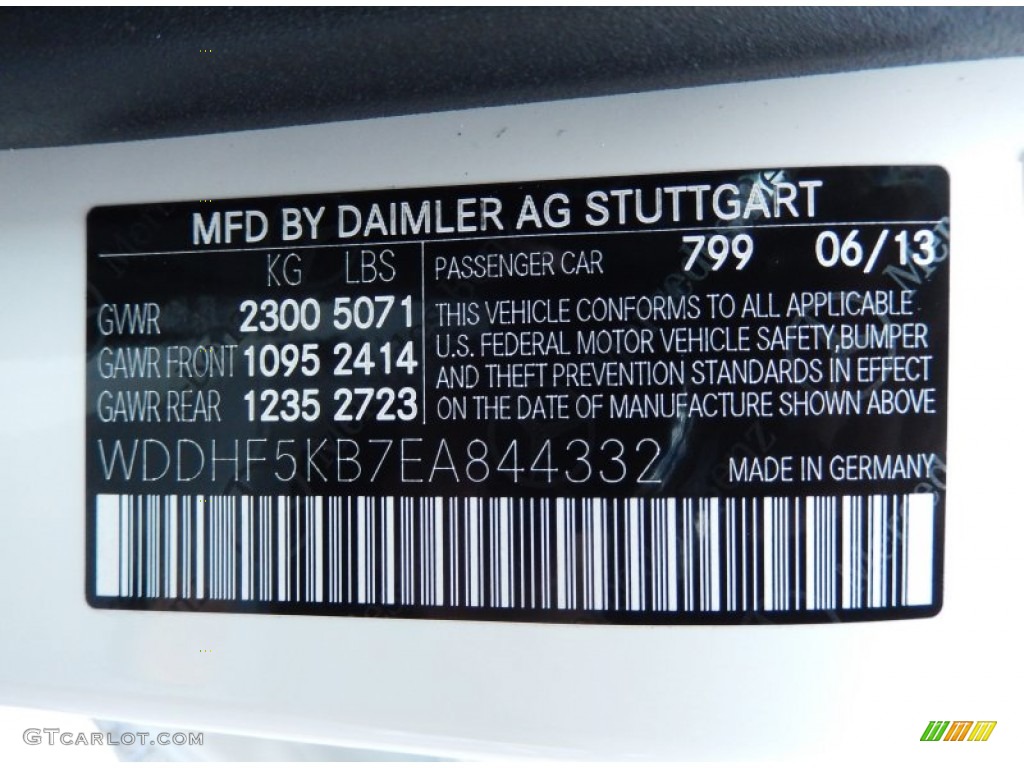 MFD BY DAIMLER AG STUTTGART
KG LBS
GVWR 2300 5071
GAWR FRONT 1095 2414
GAWR REAR 1235 2723
PASSENGER CAR 799 06/13
THIS VEHICLE CONFORMS TO ALL APPLICABLE
U.S. FEDERAL MOTOR VEHICLE SAFETY,BUMPER
AND THEFT PREVENTION STANDARDS IN EFFECT
ON THE DATE OF MANUFACTURE SHOWN ABOVE
WDDHF5KB7EA844332 MADE IN GERMANY
GTCARLOT.COM